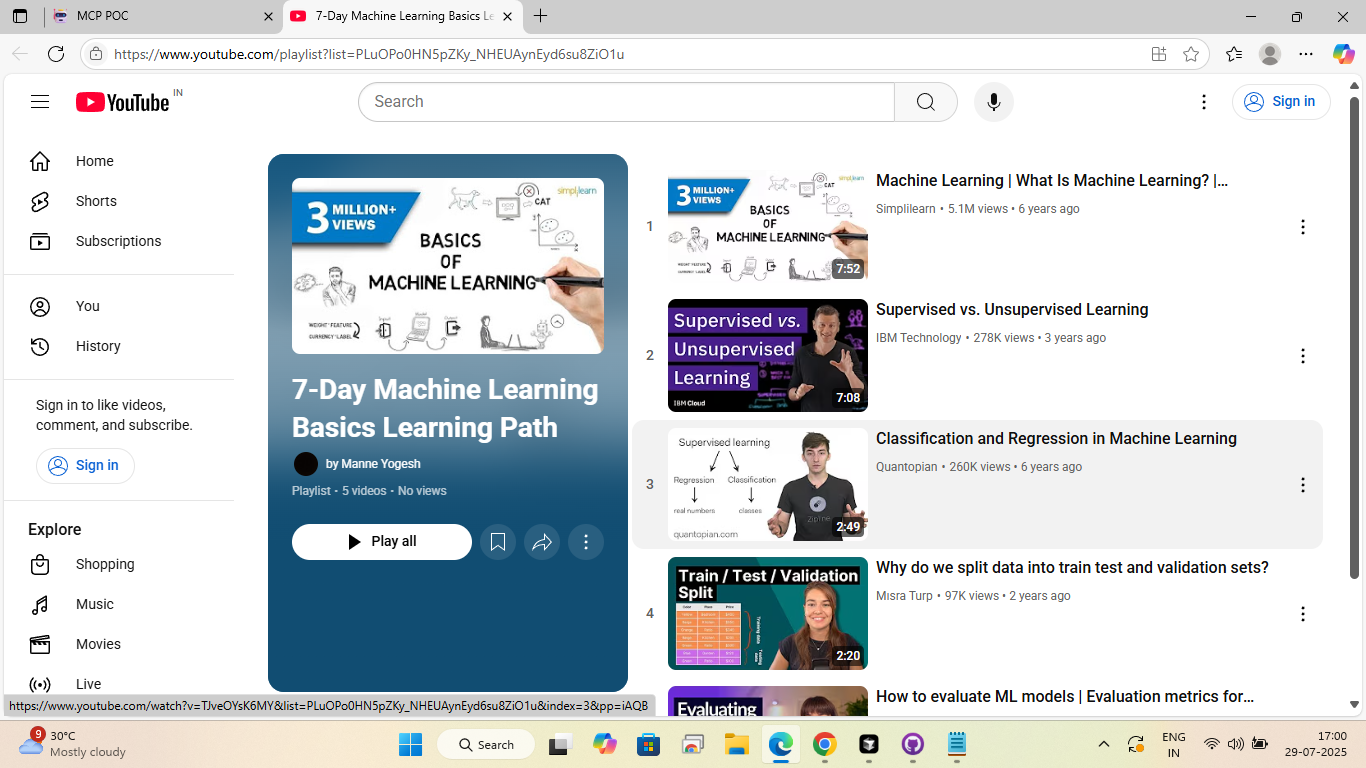 MCP POC
7-Day Machine Learning Basics Le
https://www.youtube.com/playlist?list=PLuOPo0HN5pZKy_NHEUAynEyd6su8ZiO1u
YouTube
IN
Search
Sign in
Home
Shorts
Subscriptions
You
History
Sign in to like videos,
comment, and subscribe.
Sign in
Explore
Shopping
Music
Movies
Live
3 MILLION+
VIEWS
simplilearn
CAT
BASICS
OF
MACHINE LEARNING
WEIGHT 'FEATURE'
CURRENCY 'LABEL'
Input
Model
Output
7-Day Machine Learning
Basics Learning Path
by Manne Yogesh
Playlist • 5 videos • No views
Play all
1
3 MILLION+
VIEWS
simplilearn
CAT
BASICS
OF
MACHINE LEARNING
7:52
Machine Learning | What Is Machine Learning? |...
Simplilearn • 5.1M views • 6 years ago
2
Supervised vs.
Unsupervised
Learning
IBM Cloud
7:08
Supervised vs. Unsupervised Learning
IBM Technology • 278K views • 3 years ago
3
Supervised learning
Regression Classification
real numbers classes
quantopian.com
Zipline
2:49
Classification and Regression in Machine Learning
Quantopian • 260K views • 6 years ago
4
Train / Test / Validation
Split
2:20
Why do we split data into train test and validation sets?
Mısra Turp • 97K views • 2 years ago
Evaluating
How to evaluate ML models | Evaluation metrics for...
https://www.youtube.com/watch?v=TJveOYsK6MY&list=PLuOPo0HN5pZKy_NHEUAynEyd6su8ZiO1u&index=3&pp=iAQB
9
30°C
Mostly cloudy
Search
ENG
IN
17:00
29-07-2025